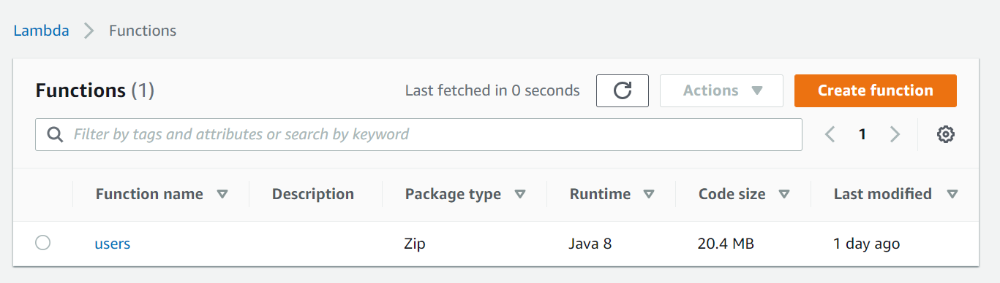 Lambda Functions
Functions (1) Last fetched in 0 seconds Actions Create function
Filter by tags and attributes or search by keyword 1
Function name Description Package type Runtime Code size Last modified
users Zip Java 8 20.4 MB 1 day ago